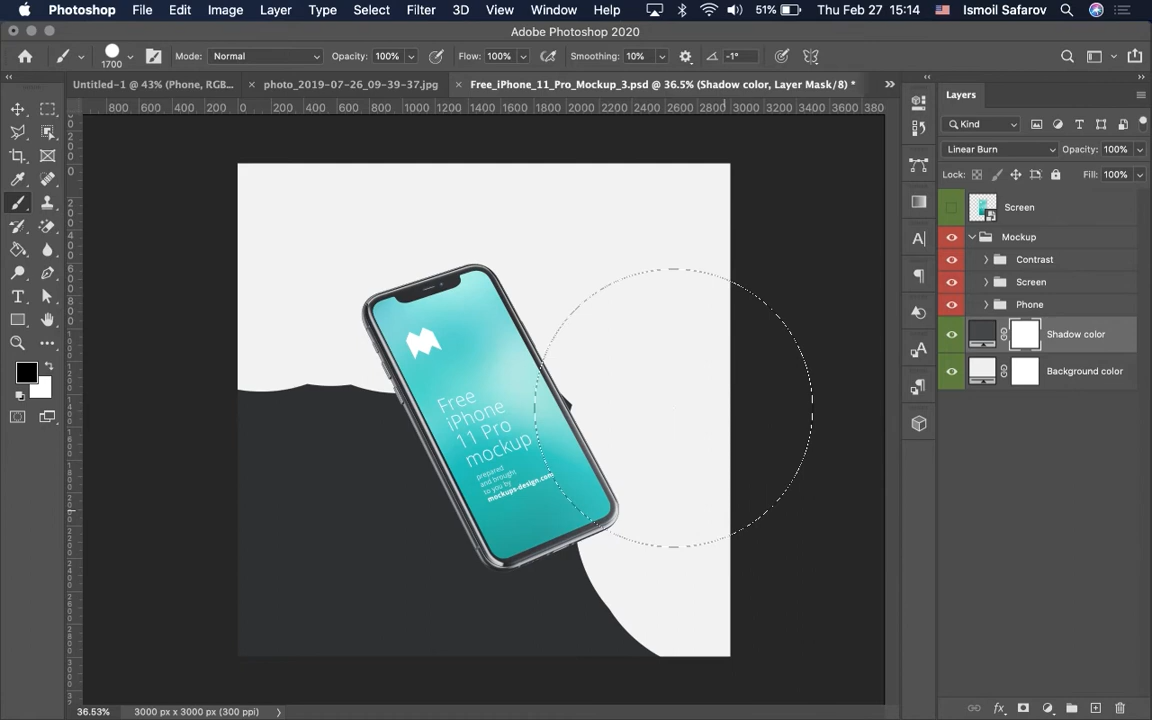 Photoshop File Edit Image Layer Type Select Filter 3D View Window Help 51% Thu Feb 27 15:14 Ismoil Safarov
Adobe Photoshop 2020
1700 Mode: Normal Opacity: 100% Flow: 100% Smoothing: 10% -1°
Untitled-1 @ 43% (Phone, RGB... photo_2019-07-26_09-39-37.jpg Free_iPhone_11_Pro_Mockup_3.psd @ 36.5% (Shadow color, Layer Mask/8) *
800 600 400 200 0 200 400 600 800 1000 1200 1400 1600 1800 2000 2200 2400 2600 2800 3000 3200 3400 3600 380
Layers
Kind
Linear Burn Opacity: 100%
Lock: Fill: 100%
Screen
Mockup
Contrast
Screen
Phone
Shadow color
Background color
Free
iPhone
11 Pro
mockup
prepared
and brought
to you by
mockups-design.com
36.53% 3000 px x 3000 px (300 ppi)